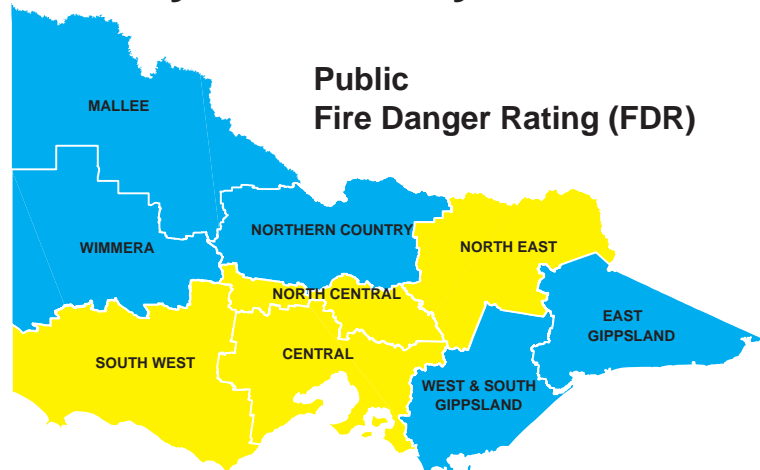 Public
Fire Danger Rating (FDR)
MALLEE
NORTHERN COUNTRY
WIMMERA
NORTH EAST
NORTH CENTRAL
EAST
GIPPSLAND
SOUTH WEST
CENTRAL
WEST & SOUTH
GIPPSLAND